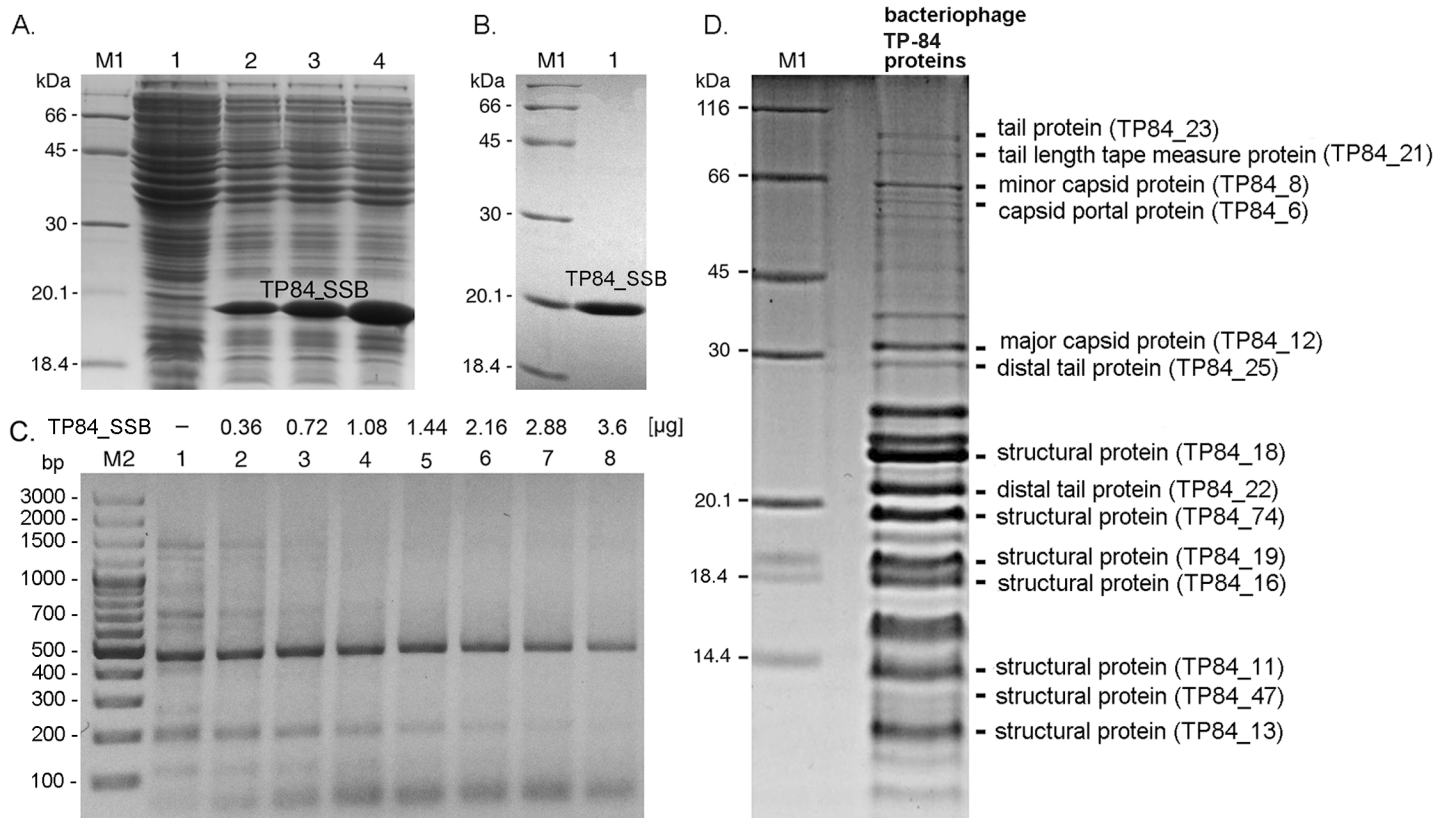 A.
M1 1 2 3 4
kDa
66 -
45 -
30 -
20.1 -
18.4 -
TP84_SSB
B.
M1 1
kDa
66 -
45 -
30 -
20.1 -
18.4 -
TP84_SSB
C.
TP84_SSB – 0.36 0.72 1.08 1.44 2.16 2.88 3.6 [µg]
bp M2 1 2 3 4 5 6 7 8
3000 -
2000 -
1500 -
1000 -
700 -
500 -
400 -
300 -
200 -
100 -
D.
bacteriophage
TP-84
proteins
M1
kDa
116 -
66 -
45 -
30 -
20.1 -
18.4 -
14.4 -
- tail protein (TP84_23)
- tail length tape measure protein (TP84_21)
- minor capsid protein (TP84_8)
- capsid portal protein (TP84_6)
- major capsid protein (TP84_12)
- distal tail protein (TP84_25)
- structural protein (TP84_18)
- distal tail protein (TP84_22)
- structural protein (TP84_74)
- structural protein (TP84_19)
- structural protein (TP84_16)
- structural protein (TP84_11)
- structural protein (TP84_47)
- structural protein (TP84_13)